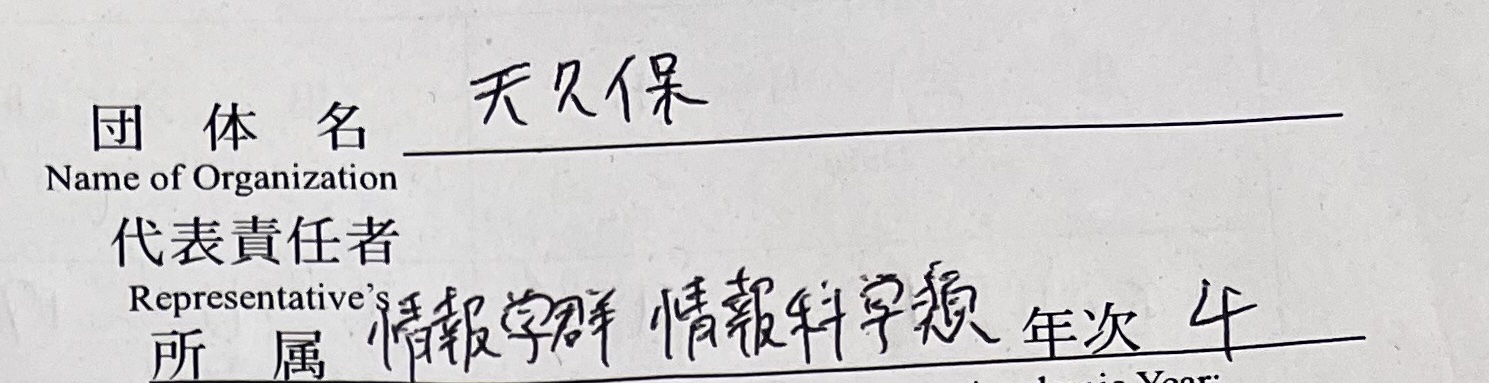 団体名 天久保
Name of Organization
代表責任者
Representative's
所属 情報学群 情報科学類 年次 4
Year: